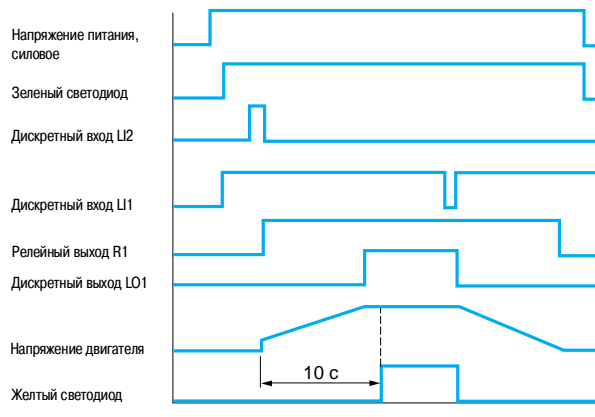 Напряжение питания,
силовое
Зеленый светодиод
Дискретный вход LI2
Дискретный вход LI1
Релейный выход R1
Дискретный выход LO1
Напряжение двигателя
10 с
Желтый светодиод